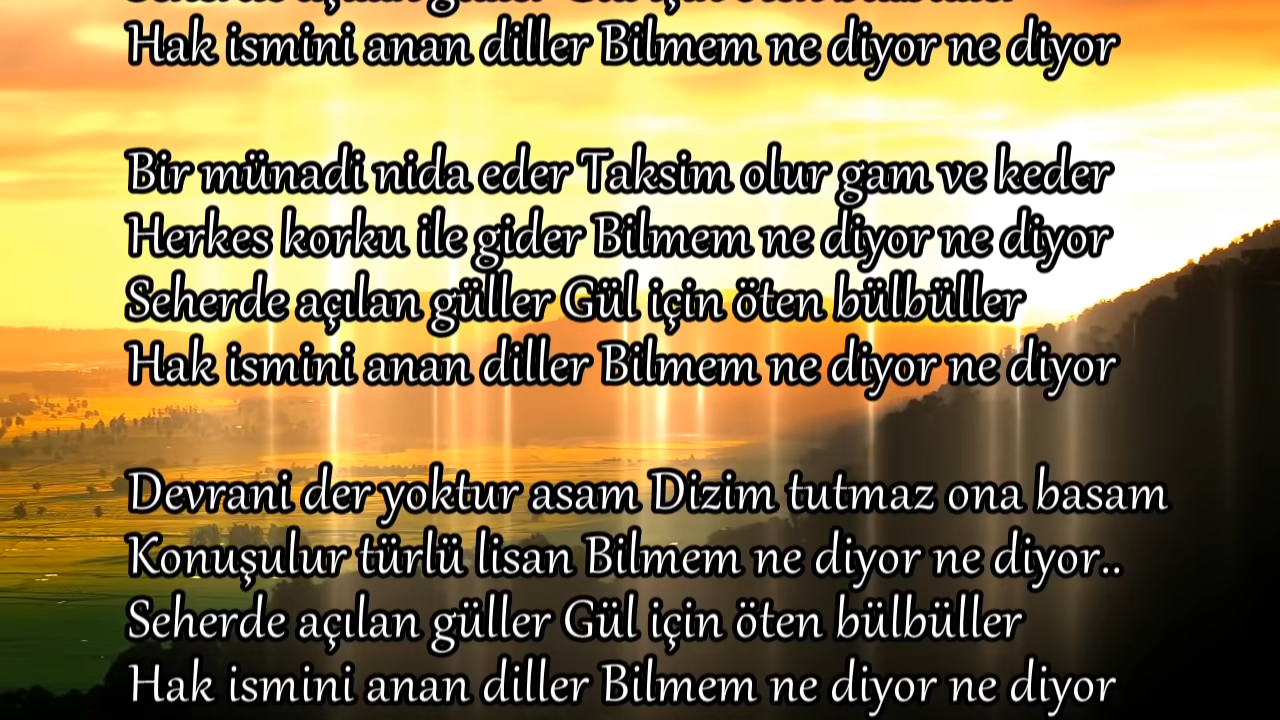 Hak ismini anan diller Bilmem ne diyor ne diyor
Bir münadi nida eder Taksim olur gam ve keder
Herkes korku ile gider Bilmem ne diyor ne diyor
Seherde açılan güller Gül için öten bülbüller
Hak ismini anan diller Bilmem ne diyor ne diyor
Devrani der yoktur asam Dizim tutmaz ona basam
Konuşulur türlü lisan Bilmem ne diyor ne diyor..
Seherde açılan güller Gül için öten bülbüller
Hak ismini anan diller Bilmem ne diyor ne diyor